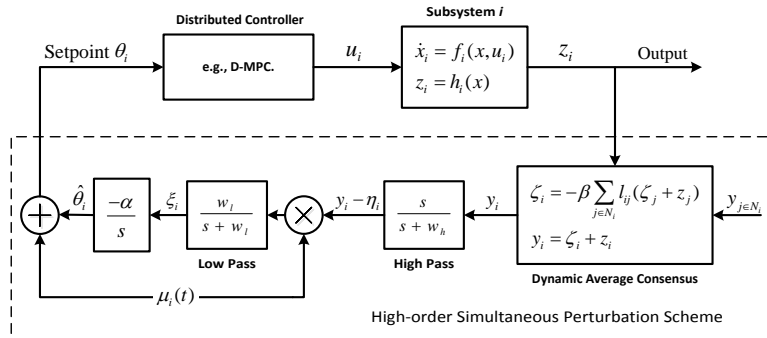 Distributed Controller
Subsystem i
Setpoint θ_i
e.g., D-MPC.
u_i
ẋ_i = f_i(x,u_i)
z_i = h_i(x)
z_i
Output
θ̂_i
-α/s
ξ_i
w_l/(s + w_l)
Low Pass
×
y_i − η_i
s/(s + w_h)
High Pass
y_i
ζ_i = −β ∑_{j∈N_i} l_ij(ζ_j + z_j)
y_i = ζ_i + z_i
Dynamic Average Consensus
y_{j∈N_i}
+
μ_i(t)
High-order Simultaneous Perturbation Scheme